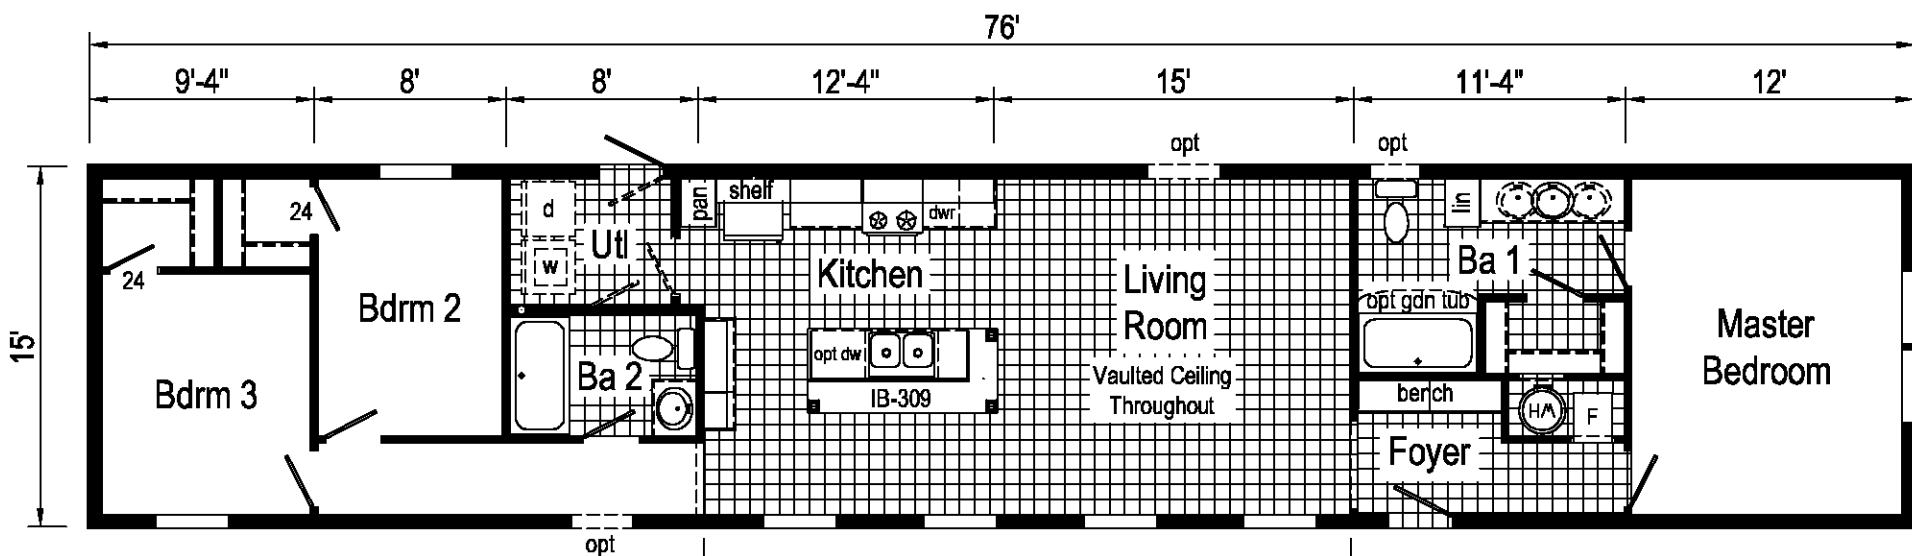 76'
9'-4"
8'
8'
12'-4"
15'
11'-4"
12'
opt
opt
24
d
pan
shelf
dwr
lin
w
Utl
Kitchen
Ba 1
24
Bdrm 2
Living
Room
opt gdn tub
Master
Bedroom
15'
Bdrm 3
Ba 2
opt dw
IB-309
Vaulted Ceiling
Throughout
bench
HW
F
Foyer
opt